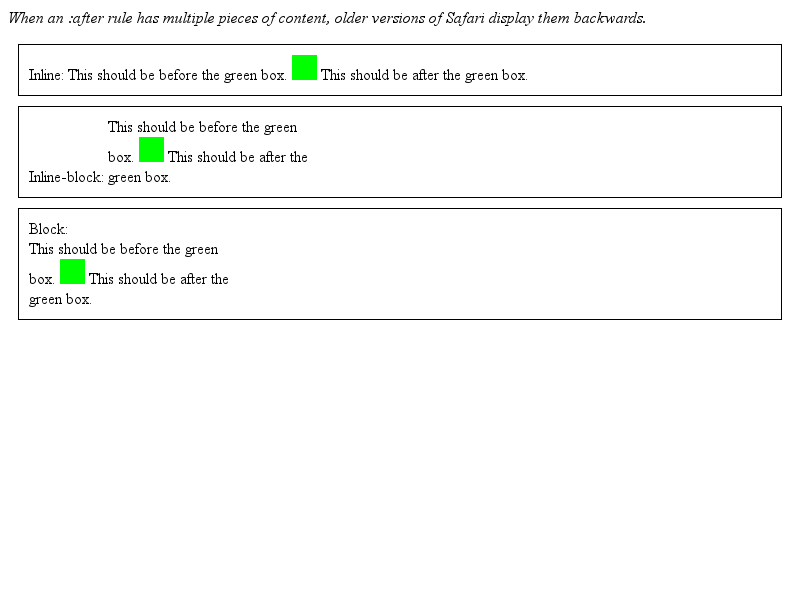 When an :after rule has multiple pieces of content, older versions of Safari display them backwards.
Inline: This should be before the green box. This should be after the green box.
This should be before the green
box. This should be after the
Inline-block: green box.
Block:
This should be before the green
box. This should be after the
green box.